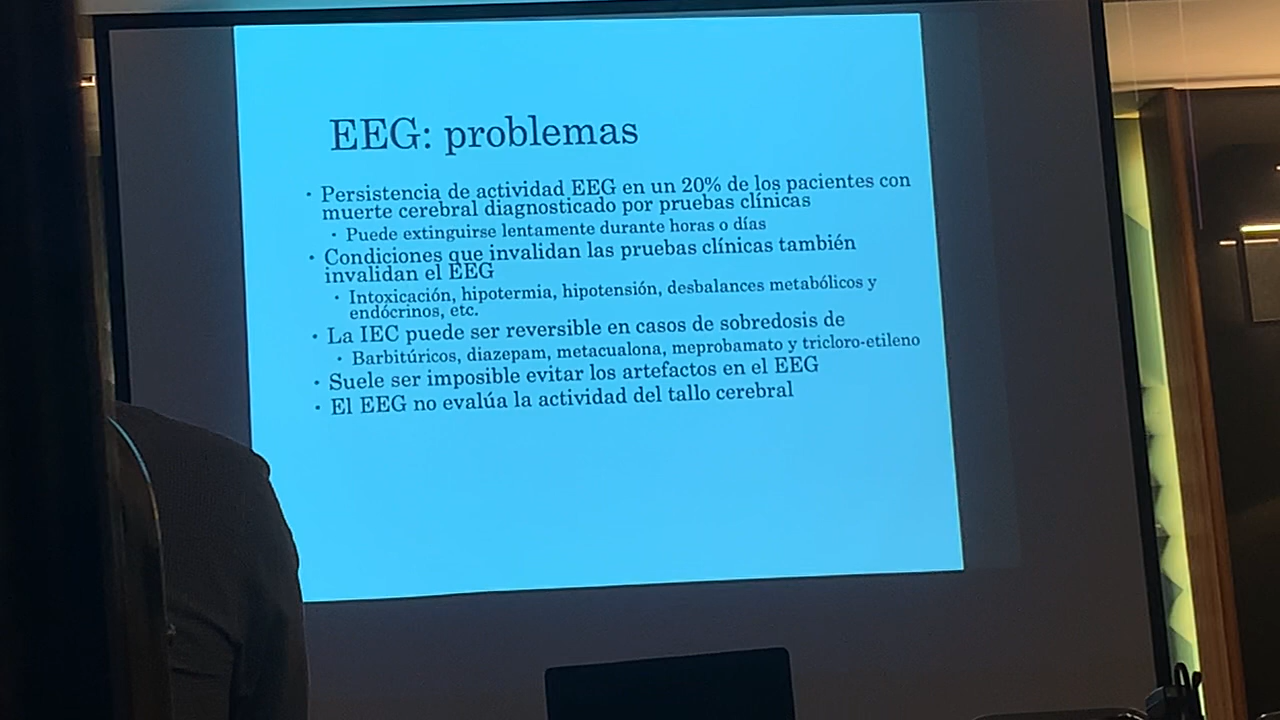 EEG: problemas
• Persistencia de actividad EEG en un 20% de los pacientes con
muerte cerebral diagnosticado por pruebas clínicas
• Puede extinguirse lentamente durante horas o días
• Condiciones que invalidan las pruebas clínicas también
invalidan el EEG
• Intoxicación, hipotermia, hipotensión, desbalances metabólicos y
endócrinos, etc.
• La IEC puede ser reversible en casos de sobredosis de
• Barbitúricos, diazepam, metacualona, meprobamato y tricloro-etileno
• Suele ser imposible evitar los artefactos en el EEG
• El EEG no evalúa la actividad del tallo cerebral